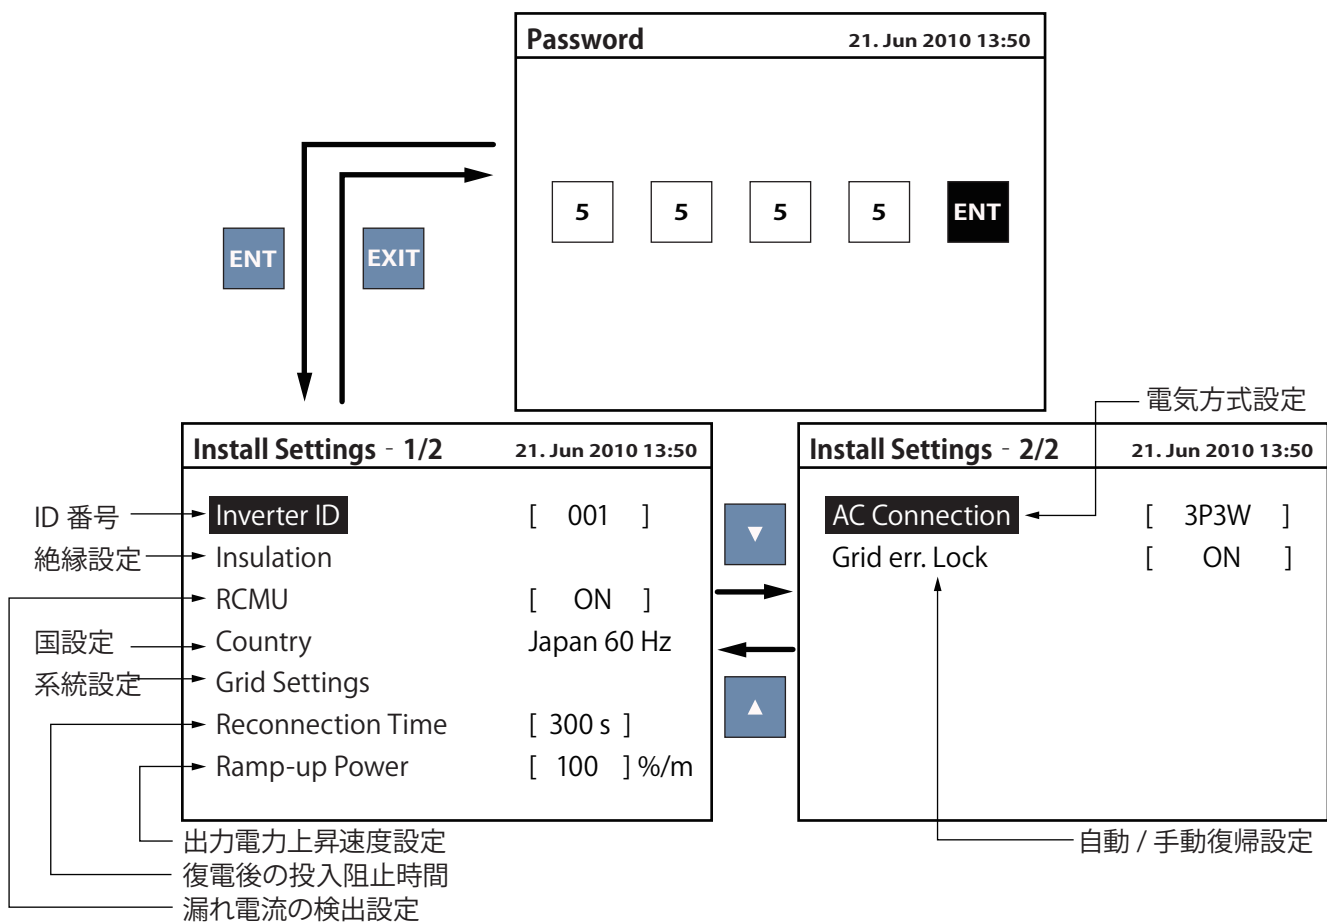 Password 21. Jun 2010 13:50
5 5 5 5 ENT
ENT EXIT
電気方式設定
Install Settings - 1/2 21. Jun 2010 13:50
ID 番号 Inverter ID [ 001 ]
絶縁設定 Insulation
RCMU [ ON ]
国設定 Country Japan 60 Hz
系統設定 Grid Settings
Reconnection Time [ 300 s ]
Ramp-up Power [ 100 ] %/m
出力電力上昇速度設定
復電後の投入阻止時間
漏れ電流の検出設定
▼
▲
Install Settings - 2/2 21. Jun 2010 13:50
AC Connection [ 3P3W ]
Grid err. Lock [ ON ]
自動 / 手動復帰設定